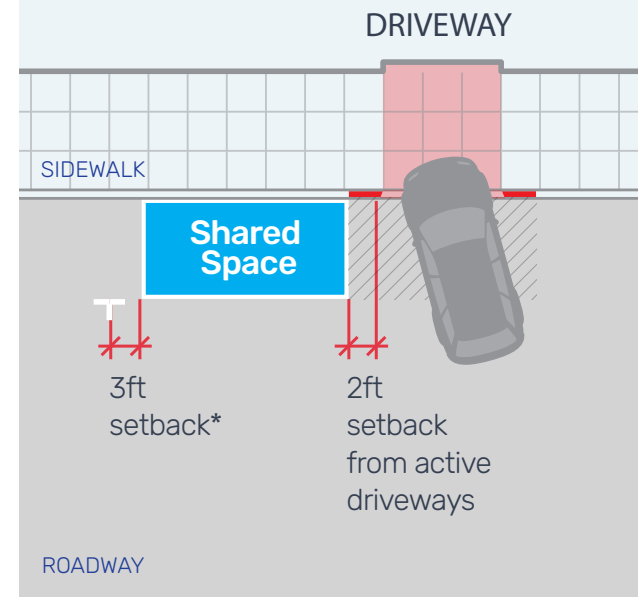 DRIVEWAY
SIDEWALK
Shared
Space
3ft
setback*
2ft
setback
from active
driveways
ROADWAY